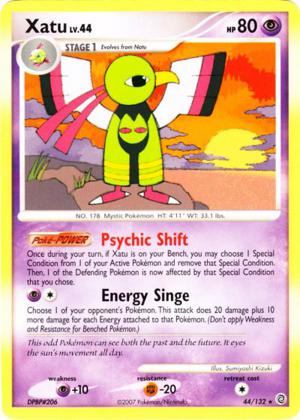 Xatu LV.44
HP 80
STAGE 1 Evolves from Natu
NO. 178 Mystic Pokémon HT: 4'11" WT: 33.1 lbs.
Poké-POWER Psychic Shift
Once during your turn, if Xatu is on your Bench, you may choose 1 Special
Condition from 1 of your Active Pokémon and remove that Special Condition.
Then, 1 of the Defending Pokémon is now affected by that Special Condition
you chose.
Energy Singe
Choose 1 of your opponent's Pokémon. This attack does 20 damage plus 10
more damage for each Energy attached to that Pokémon. (Don't apply Weakness
and Resistance for Benched Pokémon.)
This odd Pokémon can see both the past and the future. It eyes
the sun's movement all day.
Illus. Sumiyoshi Kizuki
weakness resistance retreat cost
+10 -20
DPBP#206 ©2007 Pokémon/Nintendo 44/132 ★